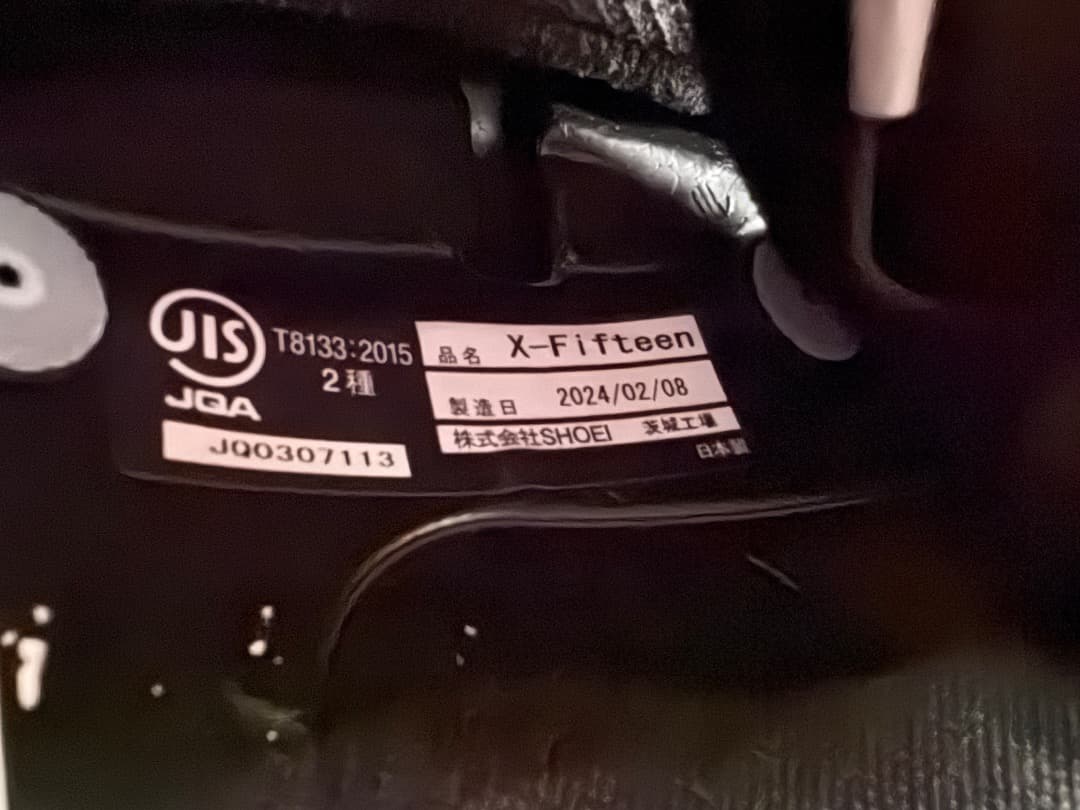 JIS
T8133:2015
2種
JQA
JQ0307113
品名 X-Fifteen
製造日 2024/02/08
株式会社SHOEI 茨城工場
日本製